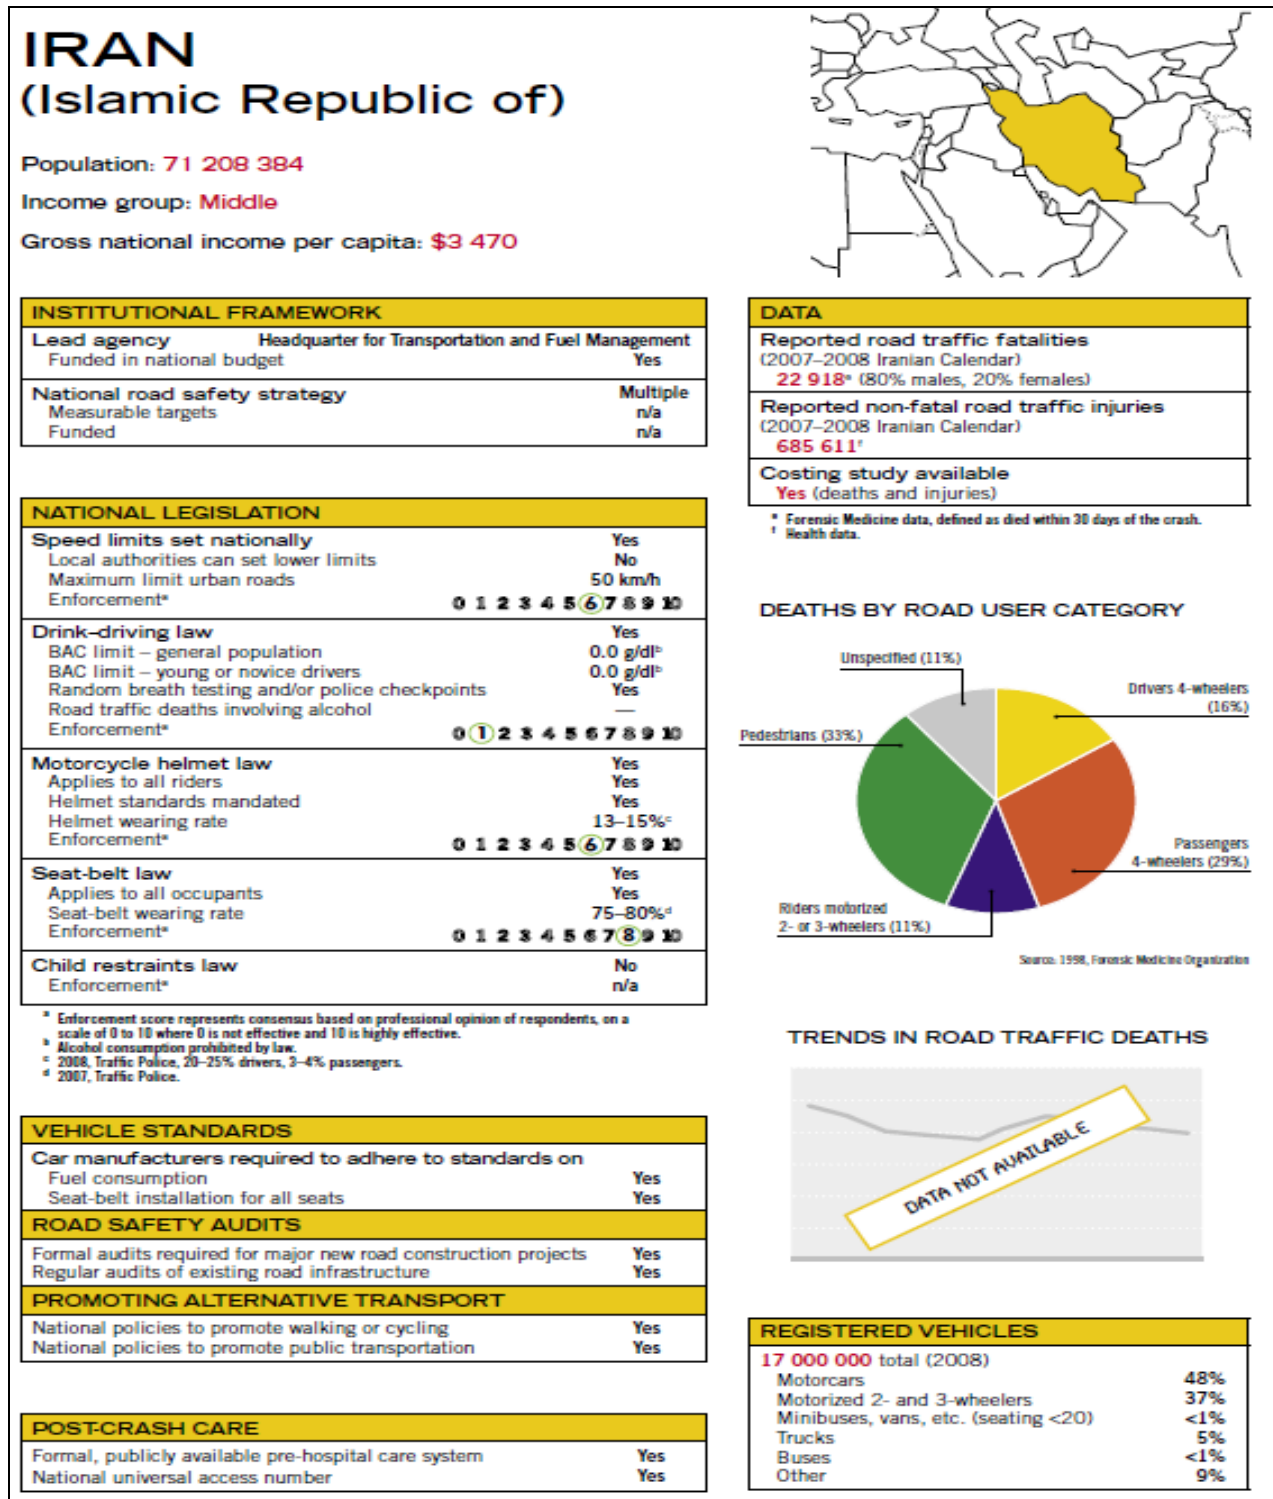 IRAN
(Islamic Republic of)
Population: 71 208 384
Income group: Middle
Gross national income per capita: $3 470
INSTITUTIONAL FRAMEWORK
Lead agency Headquarter for Transportation and Fuel Management
Funded in national budget Yes
National road safety strategy Multiple
Measurable targets n/a
Funded n/a
NATIONAL LEGISLATION
Speed limits set nationally Yes
Local authorities can set lower limits No
Maximum limit urban roads 50 km/h
Enforcementᵃ 0 1 2 3 4 5 6 7 8 9 10
Drink–driving law Yes
BAC limit – general population 0.0 g/dlᵇ
BAC limit – young or novice drivers 0.0 g/dlᵇ
Random breath testing and/or police checkpoints Yes
Road traffic deaths involving alcohol —
Enforcementᵃ 0 1 2 3 4 5 6 7 8 9 10
Motorcycle helmet law Yes
Applies to all riders Yes
Helmet standards mandated Yes
Helmet wearing rate 13–15%ᶜ
Enforcementᵃ 0 1 2 3 4 5 6 7 8 9 10
Seat-belt law Yes
Applies to all occupants Yes
Seat-belt wearing rate 75–80%ᵈ
Enforcementᵃ 0 1 2 3 4 5 6 7 8 9 10
Child restraints law No
Enforcementᵃ n/a
ᵃ Enforcement score represents consensus based on professional opinion of respondents, on a
scale of 0 to 10 where 0 is not effective and 10 is highly effective.
ᵇ Alcohol consumption prohibited by law.
ᶜ 2008, Traffic Police, 20–25% drivers, 3–4% passengers.
ᵈ 2007, Traffic Police.
VEHICLE STANDARDS
Car manufacturers required to adhere to standards on
Fuel consumption Yes
Seat-belt installation for all seats Yes
ROAD SAFETY AUDITS
Formal audits required for major new road construction projects Yes
Regular audits of existing road infrastructure Yes
PROMOTING ALTERNATIVE TRANSPORT
National policies to promote walking or cycling Yes
National policies to promote public transportation Yes
POST-CRASH CARE
Formal, publicly available pre-hospital care system Yes
National universal access number Yes
DATA
Reported road traffic fatalities
(2007–2008 Iranian Calendar)
22 918ᵉ (80% males, 20% females)
Reported non-fatal road traffic injuries
(2007–2008 Iranian Calendar)
685 611ᶠ
Costing study available
Yes (deaths and injuries)
ᵉ Forensic Medicine data, defined as died within 30 days of the crash.
ᶠ Health data.
DEATHS BY ROAD USER CATEGORY
Unspecified (11%)
Drivers 4-wheelers
(16%)
Pedestrians (33%)
Passengers
4-wheelers (29%)
Riders motorized
2- or 3-wheelers (11%)
Source: 1998, Forensic Medicine Organization
TRENDS IN ROAD TRAFFIC DEATHS
DATA NOT AVAILABLE
REGISTERED VEHICLES
17 000 000 total (2008)
Motorcars 48%
Motorized 2- and 3-wheelers 37%
Minibuses, vans, etc. (seating <20) <1%
Trucks 5%
Buses <1%
Other 9%